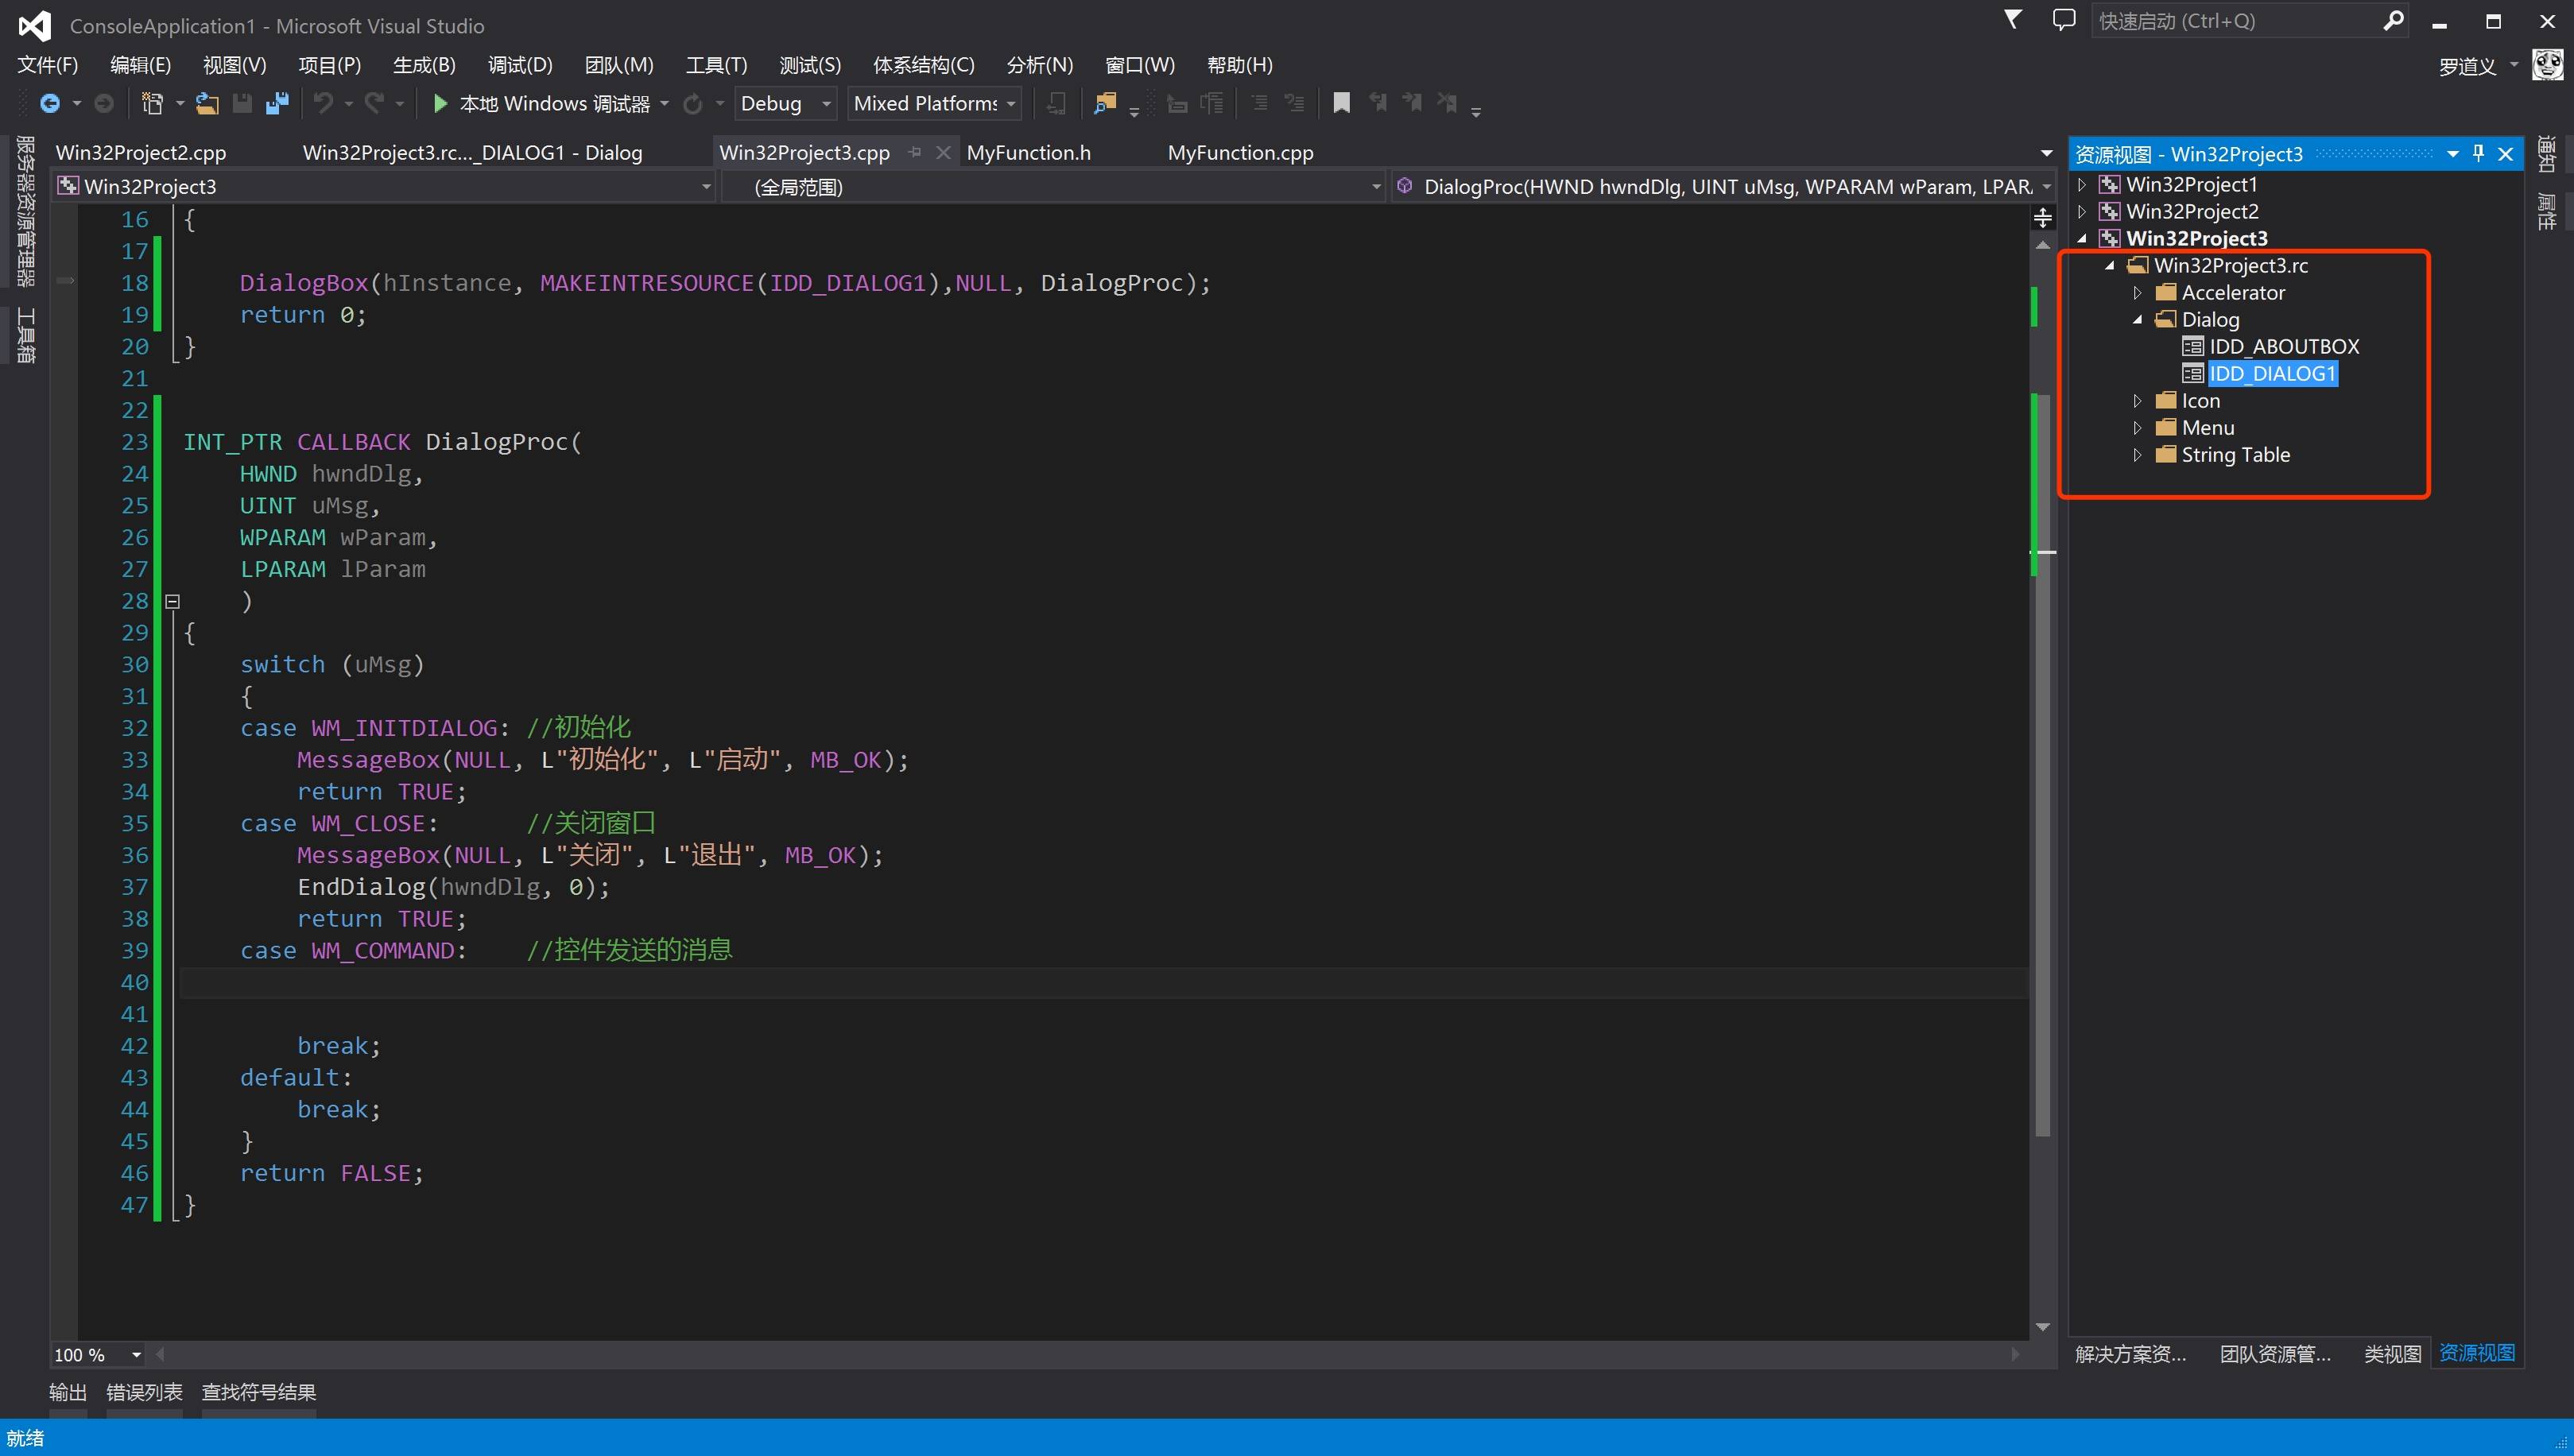 ConsoleApplication1 - Microsoft Visual Studio
快速启动 (Ctrl+Q)
文件(F) 编辑(E) 视图(V) 项目(P) 生成(B) 调试(D) 团队(M) 工具(T) 测试(S) 体系结构(C) 分析(N) 窗口(W) 帮助(H)
罗道义
本地 Windows 调试器 Debug Mixed Platforms
服务器资源管理器
工具箱
Win32Project2.cpp Win32Project3.rc..._DIALOG1 - Dialog Win32Project3.cpp MyFunction.h MyFunction.cpp
Win32Project3 (全局范围) DialogProc(HWND hwndDlg, UINT uMsg, WPARAM wParam, LPAR
16 {
17
18 DialogBox(hInstance, MAKEINTRESOURCE(IDD_DIALOG1),NULL, DialogProc);
19 return 0;
20 }
21
22
23 INT_PTR CALLBACK DialogProc(
24 HWND hwndDlg,
25 UINT uMsg,
26 WPARAM wParam,
27 LPARAM lParam
28 )
29 {
30 switch (uMsg)
31 {
32 case WM_INITDIALOG: //初始化
33 MessageBox(NULL, L"初始化", L"启动", MB_OK);
34 return TRUE;
35 case WM_CLOSE: //关闭窗口
36 MessageBox(NULL, L"关闭", L"退出", MB_OK);
37 EndDialog(hwndDlg, 0);
38 return TRUE;
39 case WM_COMMAND: //控件发送的消息
40
41
42 break;
43 default:
44 break;
45 }
46 return FALSE;
47 }
100 %
资源视图 - Win32Project3
Win32Project1
Win32Project2
Win32Project3
Win32Project3.rc
Accelerator
Dialog
IDD_ABOUTBOX
IDD_DIALOG1
Icon
Menu
String Table
解决方案资... 团队资源管... 类视图 资源视图
通知
属性
输出 错误列表 查找符号结果
就绪